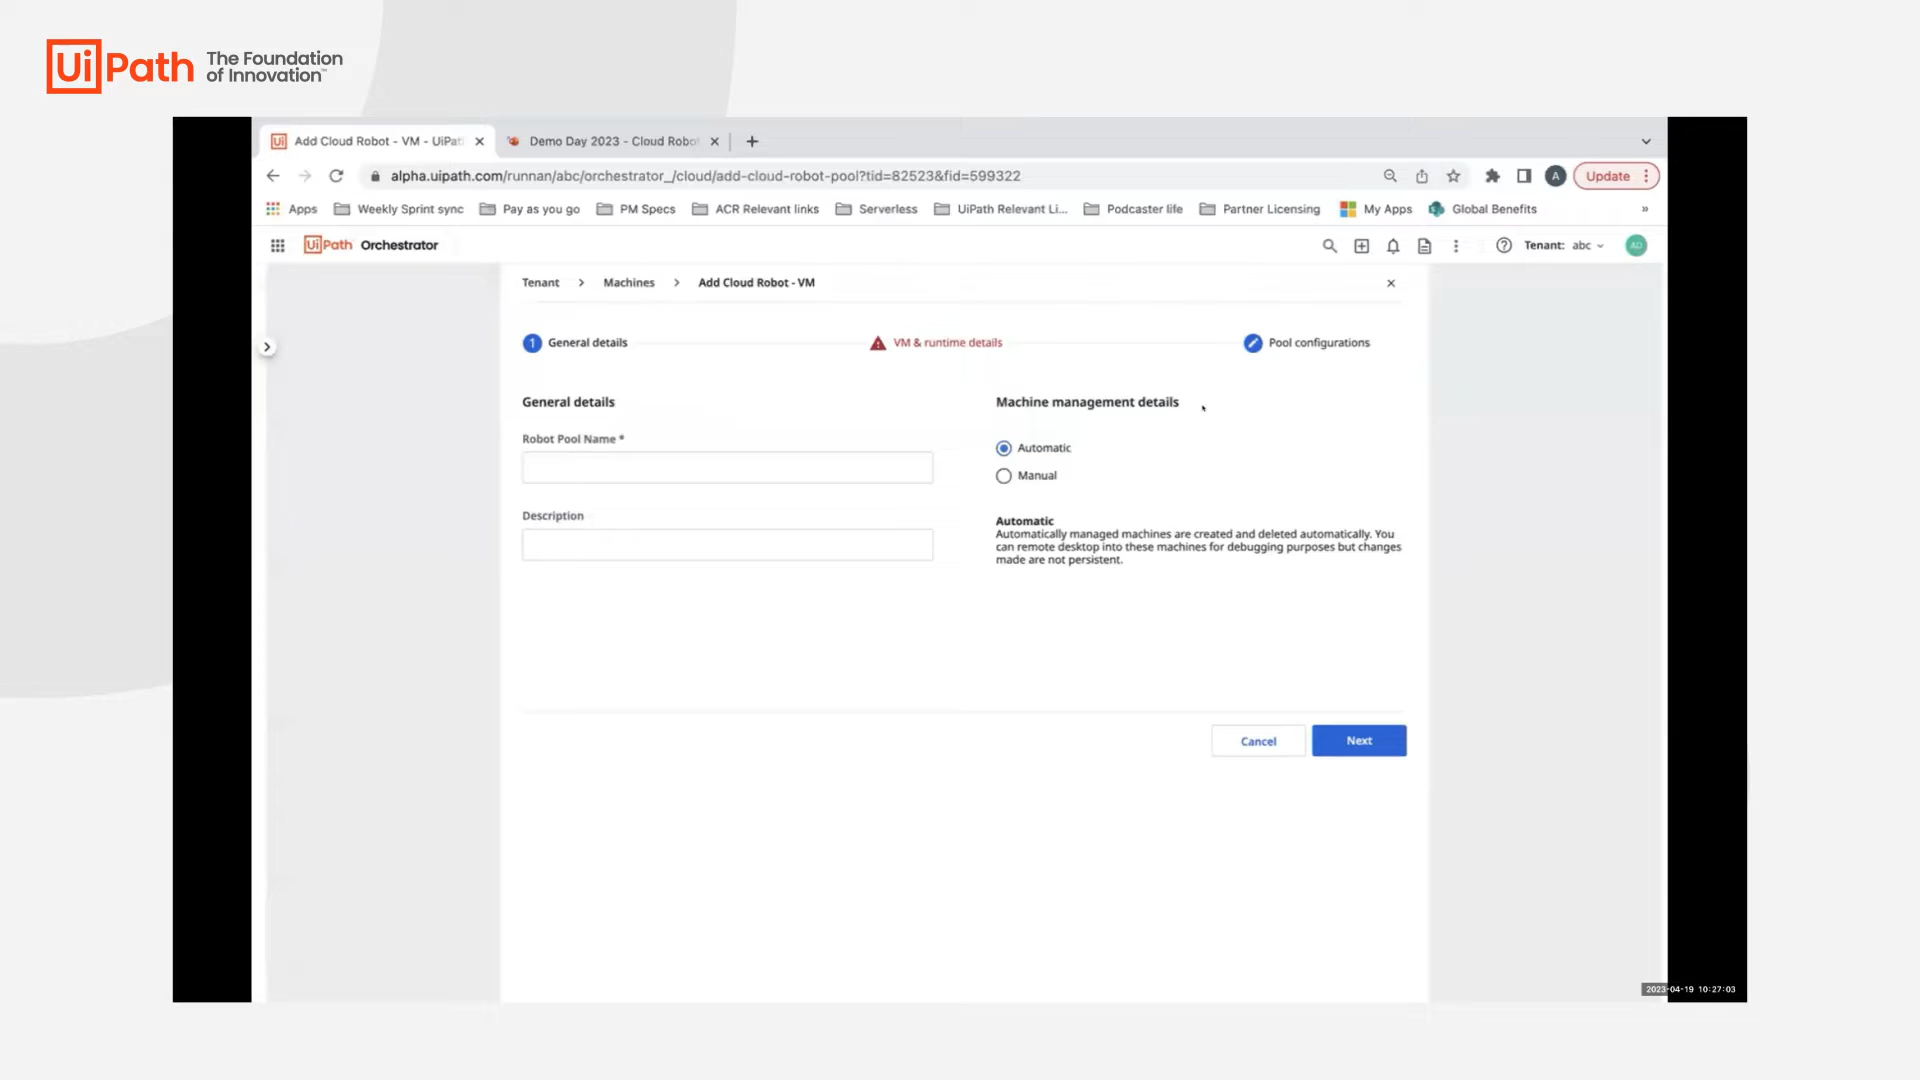 UiPath The Foundation
of Innovation™
Add Cloud Robot - VM - UiPat
Demo Day 2023 - Cloud Robo
alpha.uipath.com/runnan/abc/orchestrator_/cloud/add-cloud-robot-pool?tid=82523&fid=599322
A
Update
Apps
Weekly Sprint sync
Pay as you go
PM Specs
ACR Relevant links
Serverless
UiPath Relevant Li...
Podcaster life
Partner Licensing
My Apps
Global Benefits
»
UiPath Orchestrator
Tenant: abc
AD
Tenant > Machines > Add Cloud Robot - VM
1 General details
VM & runtime details
Pool configurations
General details
Robot Pool Name *
Description
Machine management details
Automatic
Manual
Automatic
Automatically managed machines are created and deleted automatically. You
can remote desktop into these machines for debugging purposes but changes
made are not persistent.
Cancel
Next
2023-04-19 10:27:03